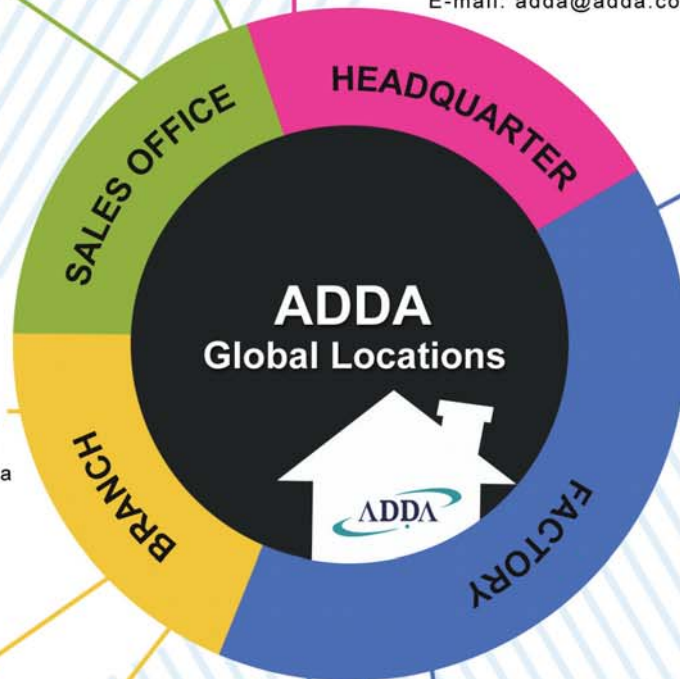 E-mail: adda@adda.co
HEADQUARTER
SALES OFFICE
ADDA
Global Locations
a
BRANCH
ADDA
FACTORY